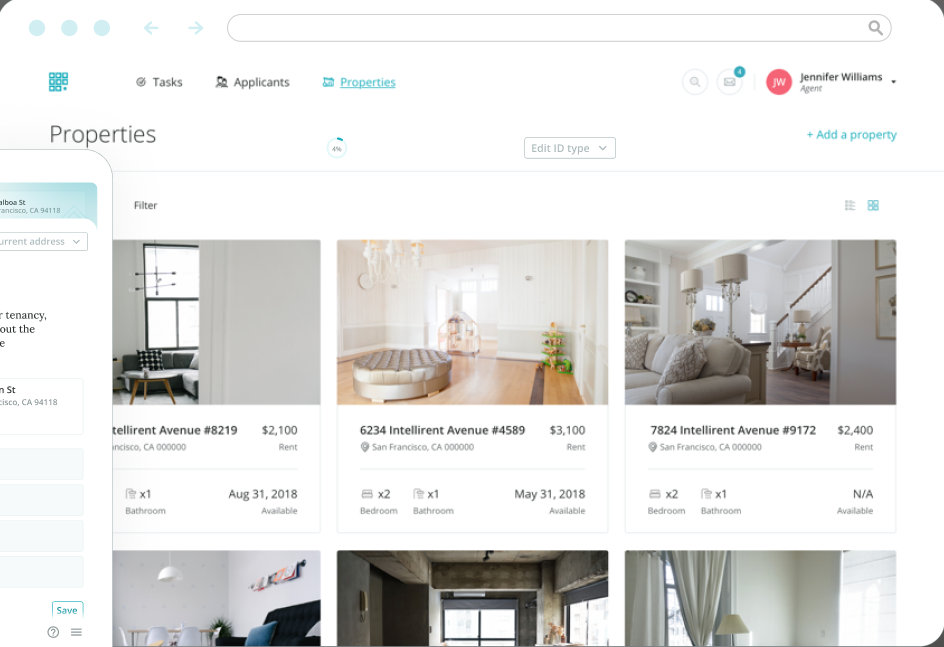 Tasks
Applicants
Properties
4
JW
Jennifer Williams
Agent
Properties
4%
Edit ID type
+ Add a property
alboa St
rancisco, CA 94118
urrent address
r tenancy,
out the
e
n St
cisco, CA 94118
Save
Filter
tellirent Avenue #8219
$2,100
ncisco, CA 000000
Rent
x1
Aug 31, 2018
Bathroom
Available
6234 Intellirent Avenue #4589
$3,100
San Francisco, CA 000000
Rent
x2
x1
May 31, 2018
Bedroom
Bathroom
Available
7824 Intellirent Avenue #9172
$2,400
San Francisco, CA 000000
Rent
x2
x1
N/A
Bedroom
Bathroom
Available